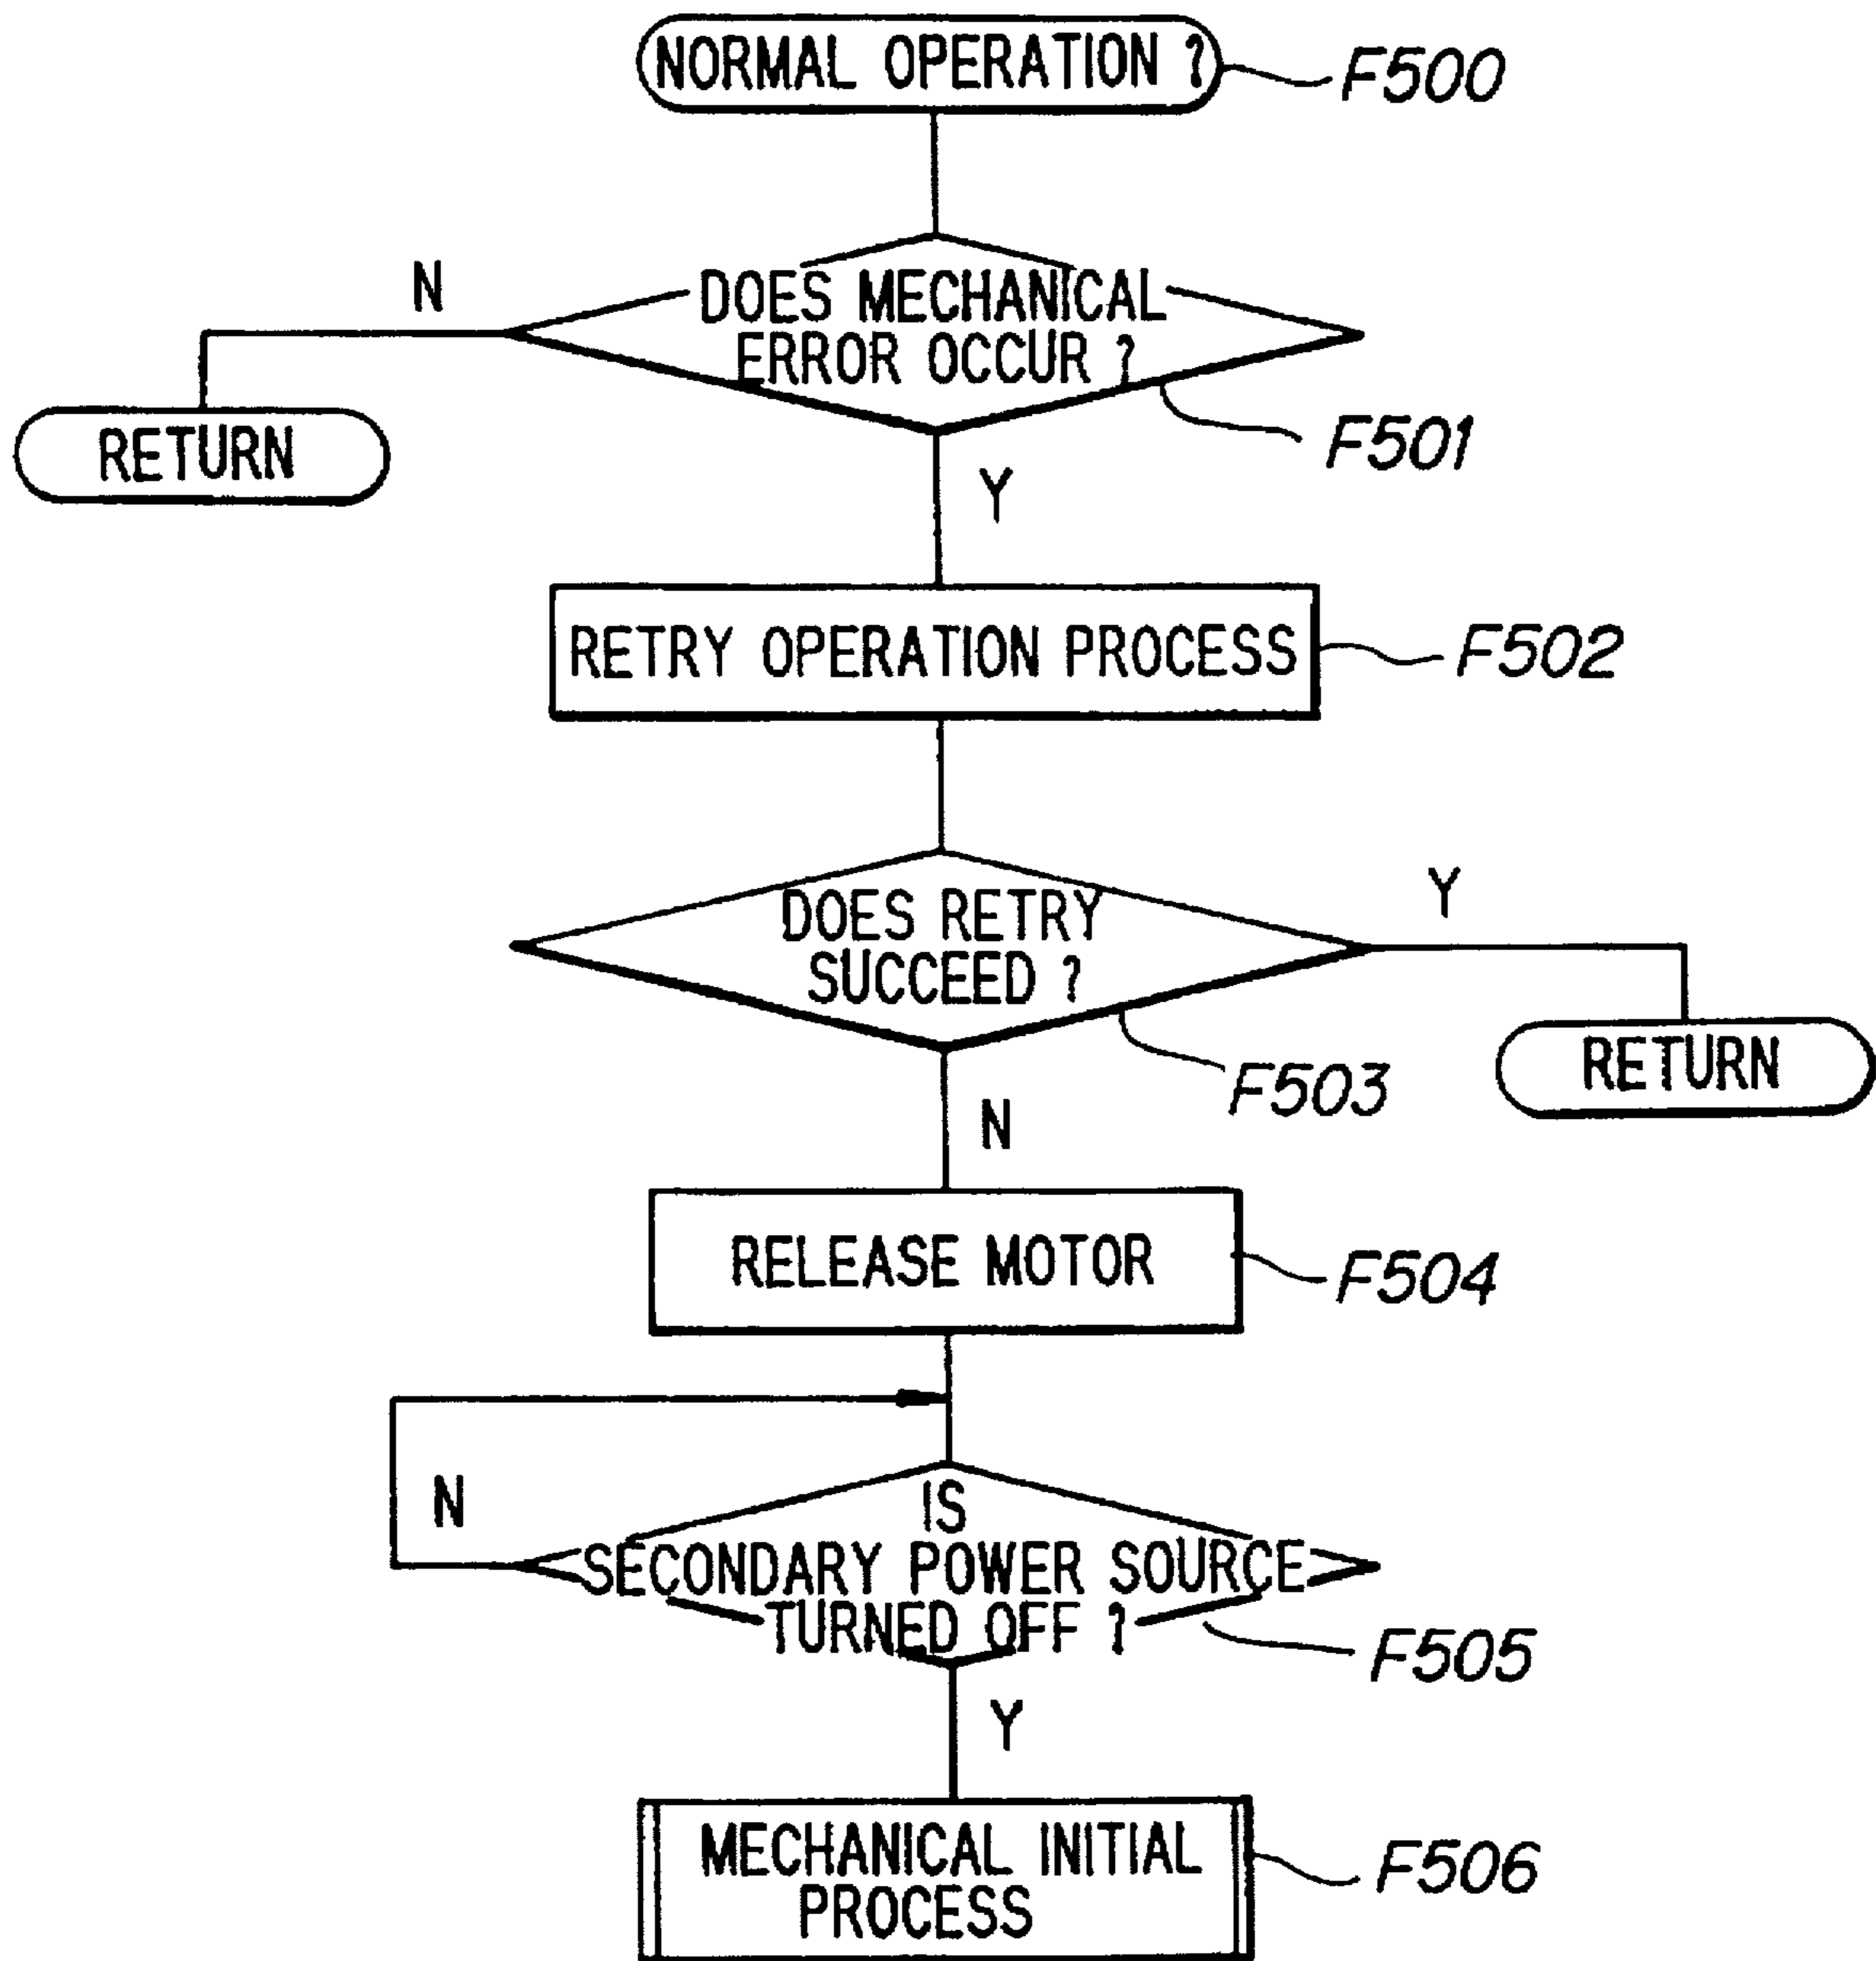 NORMAL OPERATION ?
F500
N
DOES MECHANICAL
ERROR OCCUR ?
F501
RETURN
Y
RETRY OPERATION PROCESS
F502
DOES RETRY
SUCCEED ?
Y
F503
RETURN
N
RELEASE MOTOR
F504
N
IS
SECONDARY POWER SOURCE
TURNED OFF ?
F505
Y
MECHANICAL INITIAL
PROCESS
F506